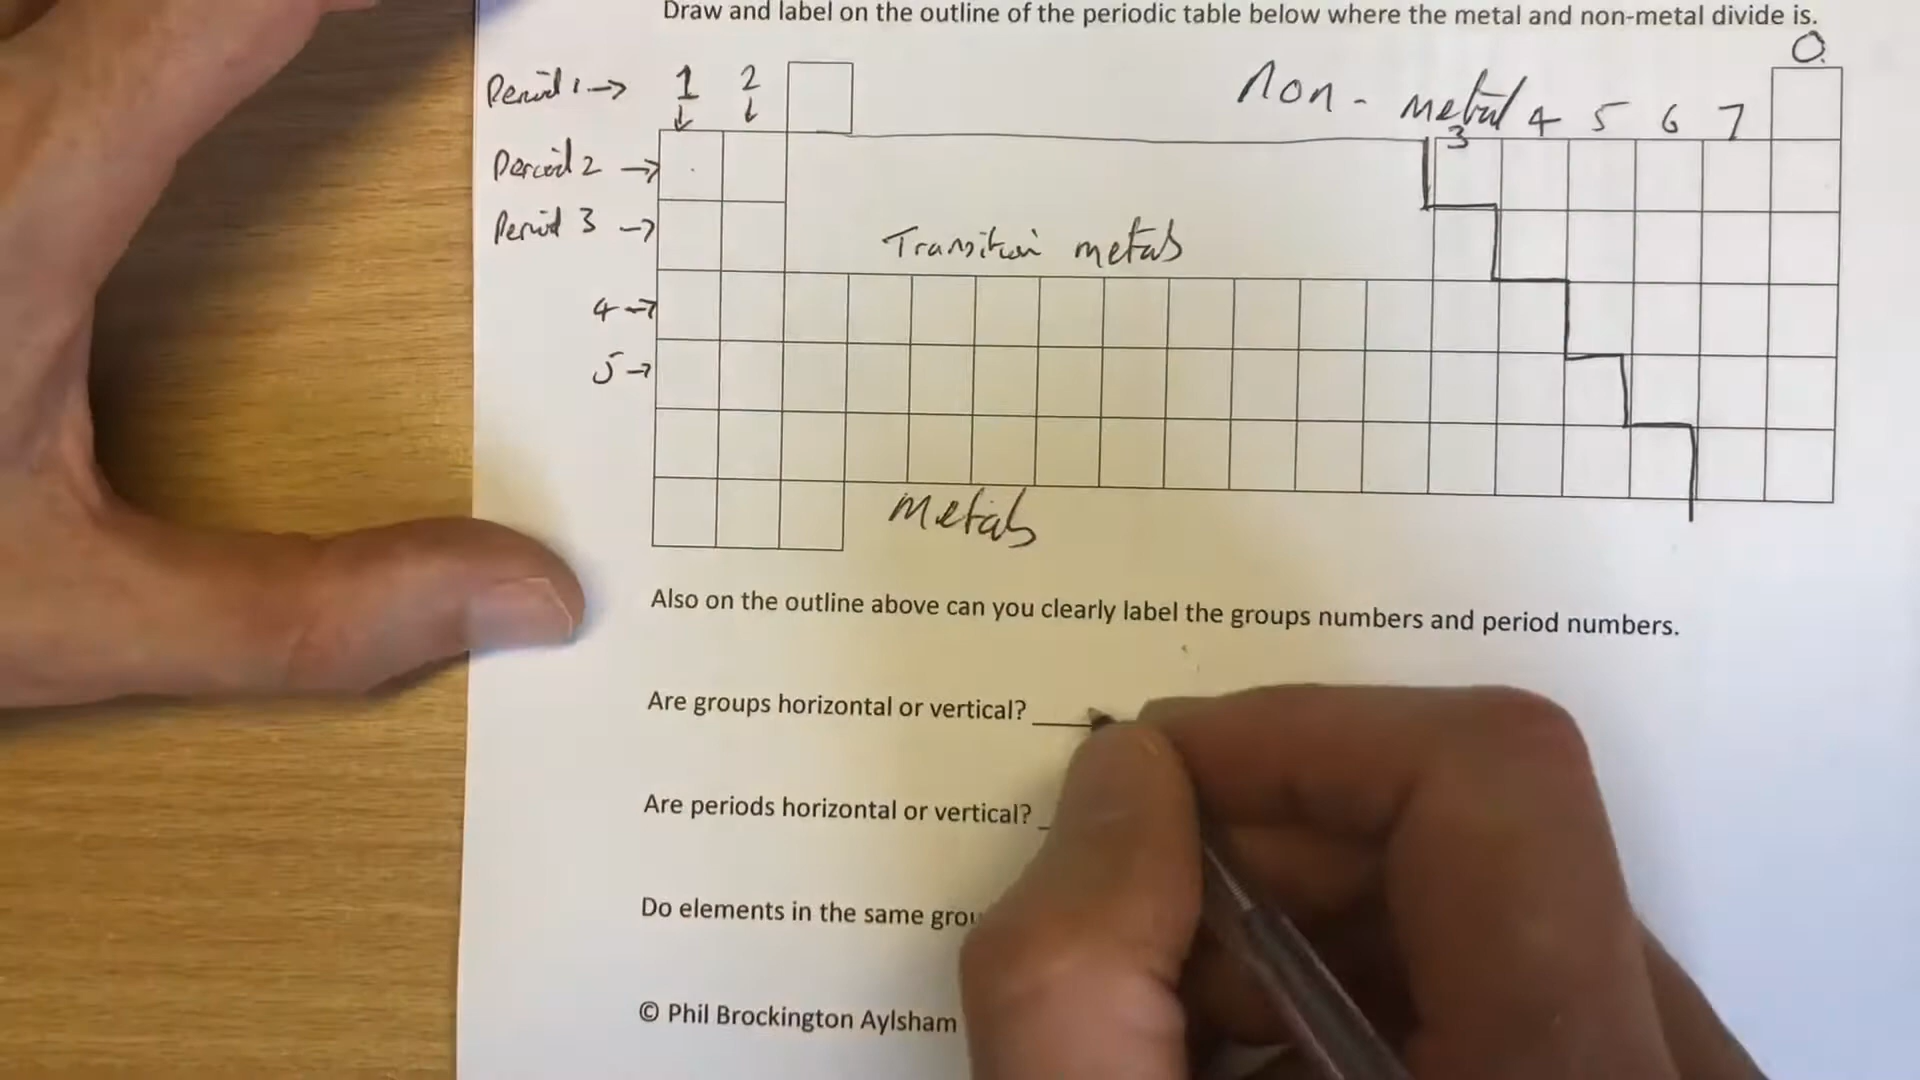 Draw and label on the outline of the periodic table below where the metal and non-metal divide is.
0
Period 1 → 1 2 non - metal 4 5 6 7
3
Period 2 →
Period 3 → Transition metals
4 →
5 →
metals
Also on the outline above can you clearly label the groups numbers and period numbers.
Are groups horizontal or vertical? ____
Are periods horizontal or vertical? _
Do elements in the same grou
© Phil Brockington Aylsham